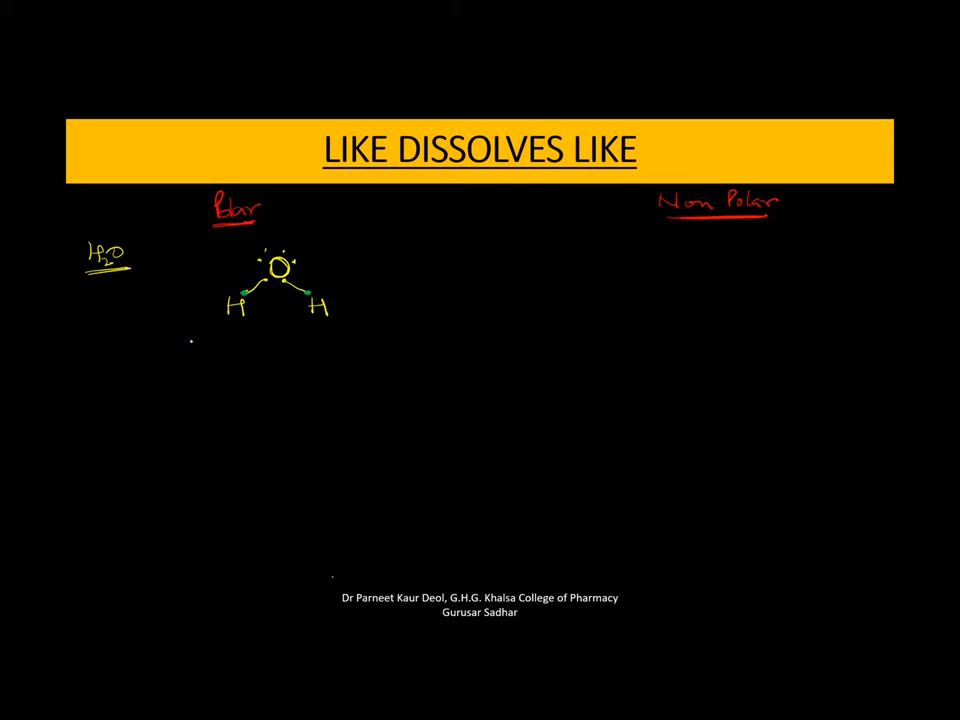 LIKE DISSOLVES LIKE
Polar
Non Polar
H2O
O
H H
Dr Parneet Kaur Deol, G.H.G. Khalsa College of Pharmacy
Gurusar Sadhar